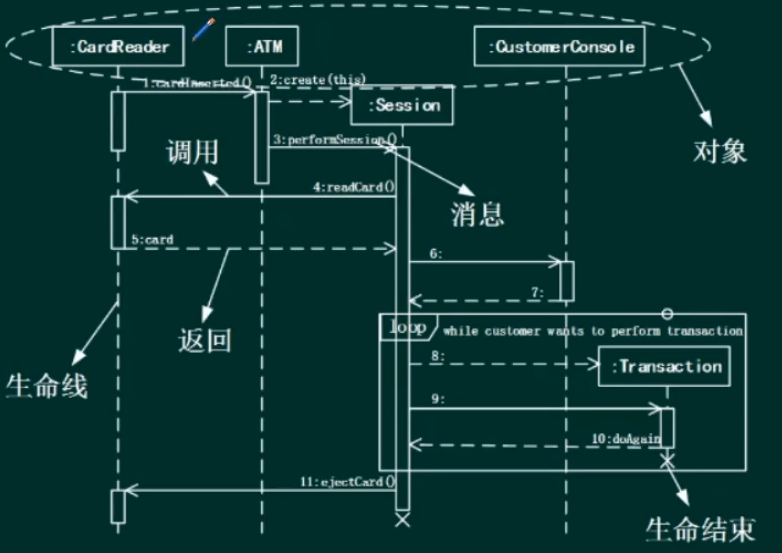 :CardReader
:ATM
:CustomerConsole
1:cardInserted()
2:create(this)
:Session
3:performSession()
对象
调用
4:readCard()
消息
5:card
6:
7:
返回
loop
while customer wants to perform transaction
生命线
8:
:Transaction
9:
10:doAgain
11:ejectCard()
生命结束